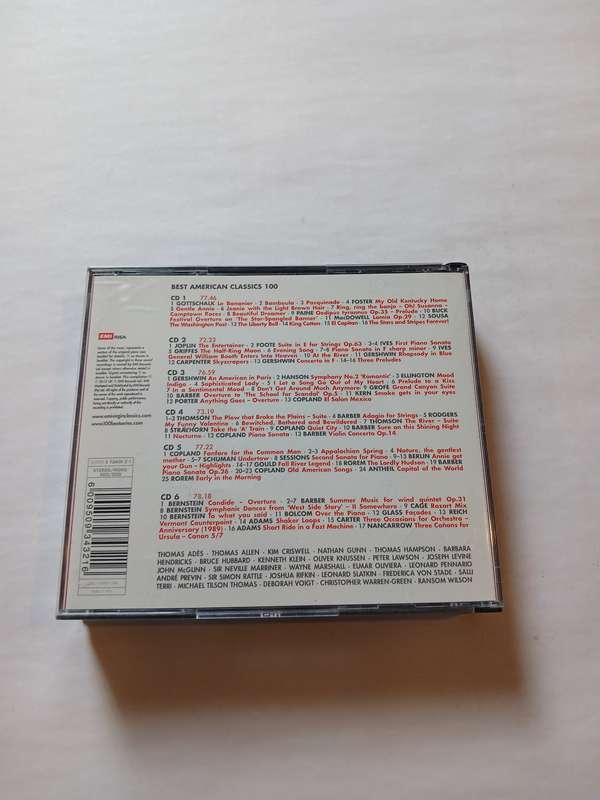 BEST AMERICAN CLASSICS 100
CD 1 77.46
1 GOTTSCHALK Le Bananier - 2 Bamboula - 3 Pasquinade - 4 FOSTER My Old Kentucky Home
5 Gentle Annie - 6 Jeanie with the Light Brown Hair - 7 Ring, ring the banjo - Oh! Susanna -
Camptown Races - 8 Beautiful Dreamer - 9 PAINE Oedipus tyrannus Op.35 - Prelude - 10 BUCK
Festival Overture on 'The Star-Spangled Banner' - 11 MacDOWELL Lamia Op.29 - 12 SOUSA
The Washington Post - 13 The Liberty Bell - 14 King Cotton - 15 El Capitan - 16 The Stars and Stripes Forever!
CD 2 72.23
1 JOPLIN The Entertainer - 2 FOOTE Suite in E for Strings Op.63 - 3-4 IVES First Piano Sonata
5 GRIFFES The Half-King Moon - 6 Evening Song - 7-8 Piano Sonata in F sharp minor - 9 IVES
General William Booth Enters Into Heaven - 10 At the River - 11 GERSHWIN Rhapsody in Blue
12 CARPENTER Skyscrapers - 13 GERSHWIN Concerto in F - 14-16 Three Preludes
CD 3 76.59
1 GERSHWIN An American in Paris - 2 HANSON Symphony No.2 'Romantic' - 3 ELLINGTON Mood
Indigo - 4 Sophisticated Lady - 5 I Let a Song Go Out of My Heart - 6 Prelude to a Kiss
7 In a Sentimental Mood - 8 Don't Get Around Much Anymore - 9 GROFE Grand Canyon Suite
10 BARBER Overture to 'The School for Scandal' Op.5 - 11 KERN Smoke gets in your eyes
12 PORTER Anything Goes - Overture - 13 COPLAND El Salon Mexico
CD 4 73.19
1-2 THOMSON The Plow that Broke the Plains - Suite - 4 BARBER Adagio for Strings - 5 RODGERS
My Funny Valentine - 6 Bewitched, Bothered and Bewildered - 7 THOMSON The River - Suite
8 STRAYHORN Take the 'A' Train - 9 COPLAND Quiet City - 10 BARBER Sure on this Shining Night
11 Nocturne - 12 COPLAND Piano Sonata - 13 BARBER Violin Concerto Op.14
CD 5 77.22
1 COPLAND Fanfare for the Common Man - 2-3 Appalachian Spring - 4 Nature, the gentlest
mother - 5-7 SCHUMAN Undertow - 8 SESSIONS Second Sonata for Piano - 9-13 BERLIN Annie get
your Gun - Highlights - 14-17 GOULD Fall River Legend - 18 ROREM The Lordly Hudson - 19 BARBER
Piano Sonata Op.26 - 20-23 COPLAND Old American Songs - 24 ANTHEIL Capital of the World
25 ROREM Early in the Morning
CD 6 78.18
1 BERNSTEIN Candide - Overture - 2-7 BARBER Summer Music for wind quintet Op.31
8 BERNSTEIN Symphonic Dances from 'West Side Story' - II Somewhere - 9 CAGE Root Mix
10 BERNSTEIN To what you said - 11 BOLCOM Over the Piano - 12 GLASS Façades - 13 REICH
Vermont Counterpoint - 14 ADAMS Shaker Loops - 15 CARTER Three Occasions for Orchestra -
Anniversary (1989) - 16 ADAMS Short Ride in a Fast Machine - 17 NANCARROW Three Canons for
Ursula - Canon 5/7
THOMAS ADÈS - THOMAS ALLEN - KIM CRISWELL - NATHAN GUNN - THOMAS HAMPSON - BARBARA
HENDRICKS - BRUCE HUBBARD - KENNETH KLEIN - OLIVER KNUSSEN - PETER LAWSON - JOSEPH LEVINE
JOHN McGLINN - SIR NEVILLE MARRINER - WAYNE MARSHALL - ELMAR OLIVEIRA - LEONARD PENNARIO
ANDRÉ PREVIN - SIR SIMON RATTLE - JOSHUA RIFKIN - LEONARD SLATKIN - FREDERICA VON STADE - SALLI
TERRI - MICHAEL TILSON THOMAS - DEBORAH VOIGT - CHRISTOPHER WARREN-GREEN - RANSOM WILSON
EMI RISA
www.emivirginclassics.com
www.100bestseries.com
STEREO/MONO
6009509343216